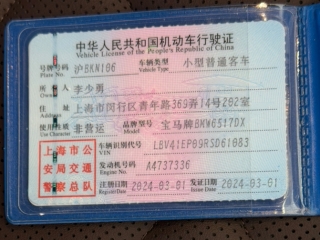 中华人民共和国机动车行驶证
Vehicle License of the People's Republic of China
号牌号码 沪BKN106 车辆类型 小型普通客车
Plate No. Vehicle Type
所有人 李少勇
Owner
住址 上海市闵行区青年路369弄14号202室
Address
使用性质 非营运 品牌型号 宝马牌BMW6517DX
Use Character Model
上海市公
安局交通
警察总队
车辆识别代号 LBV41EP09RSD61083
VIN
发动机号码 A4737336
Engine No.
注册日期 2024-03-01 发证日期 2024-03-01
Register Date Issue Date